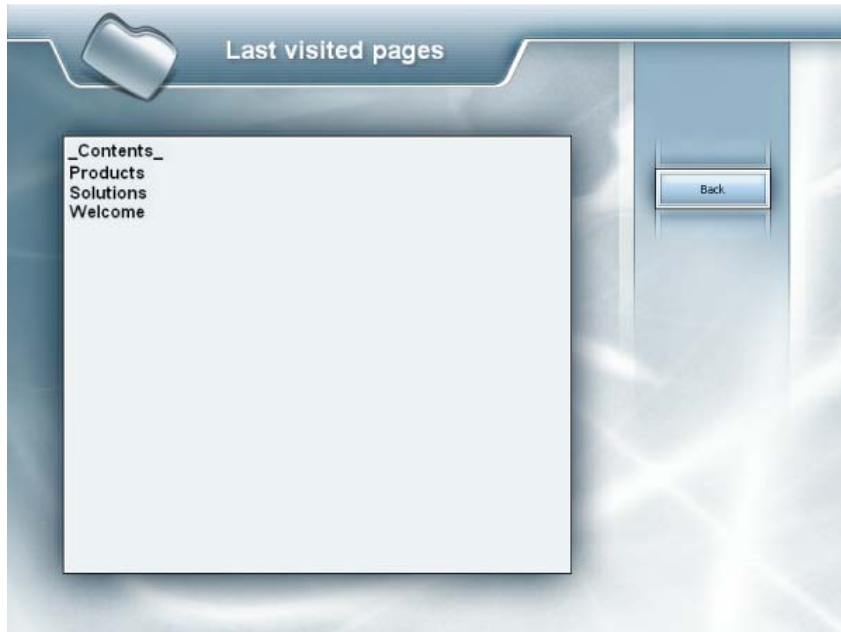 Last visited pages
_Contents_
Products
Solutions
Welcome
Back